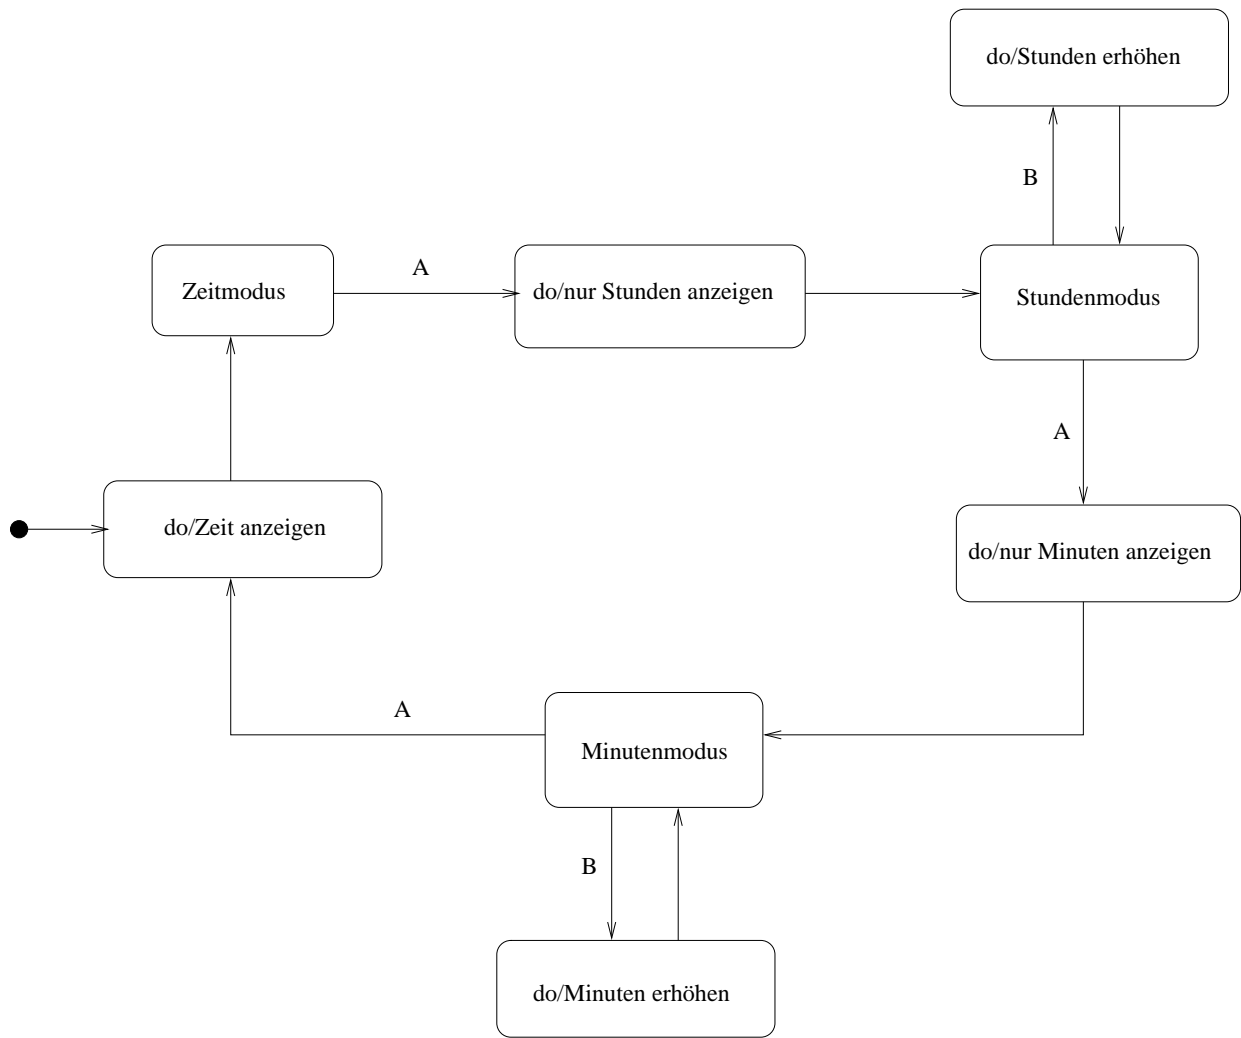 do/Stunden erhöhen
B
Zeitmodus
A
do/nur Stunden anzeigen
Stundenmodus
A
do/Zeit anzeigen
do/nur Minuten anzeigen
A
Minutenmodus
B
do/Minuten erhöhen